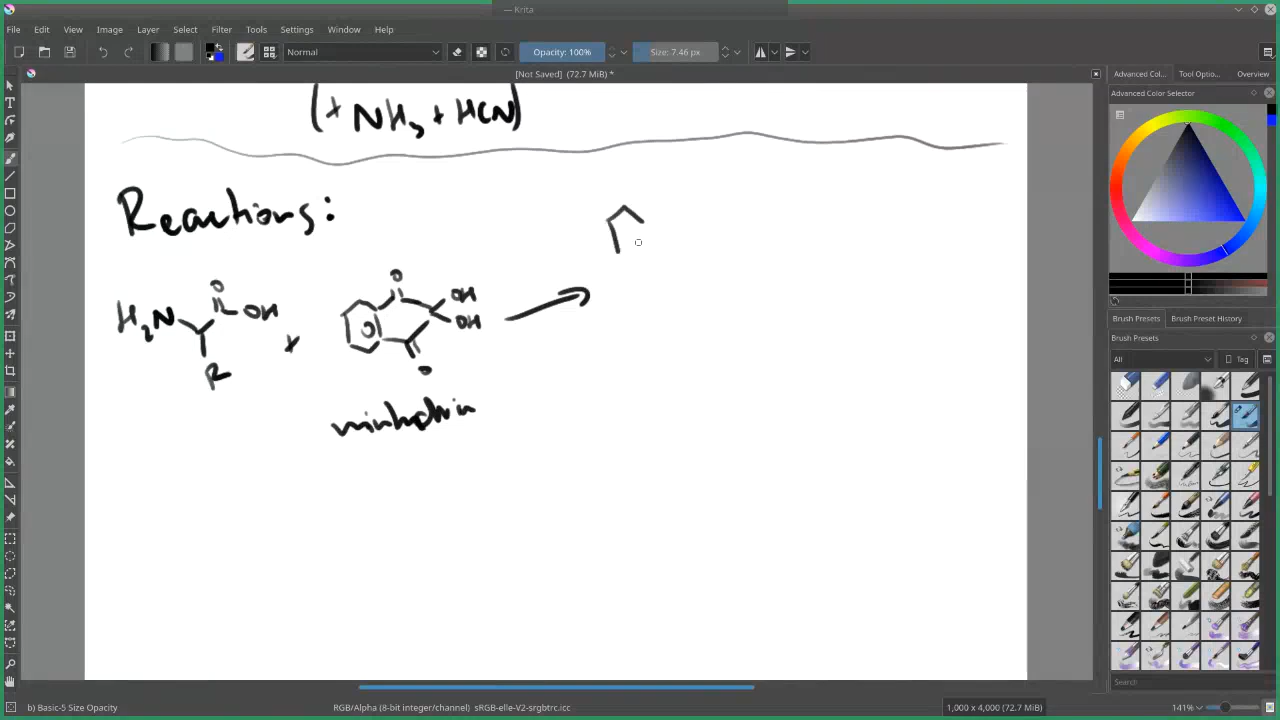 — Krita
File Edit View Image Layer Select Filter Tools Settings Window Help
Normal Opacity: 100% Size: 7.46 px
[Not Saved] (72.7 MiB) *
Advanced Col... Tool Optio... Overview
Advanced Color Selector
(+ NH3 + HCN)
Reactions:
H2N O OH R + O OH OH O
ninhydrin
Brush Presets Brush Preset History
Brush Presets
All Tag
Search
b) Basic-5 Size Opacity RGB/Alpha (8-bit integer/channel) sRGB-elle-V2-srgbtrc.icc 1,000 x 4,000 (72.7 MiB) 141%